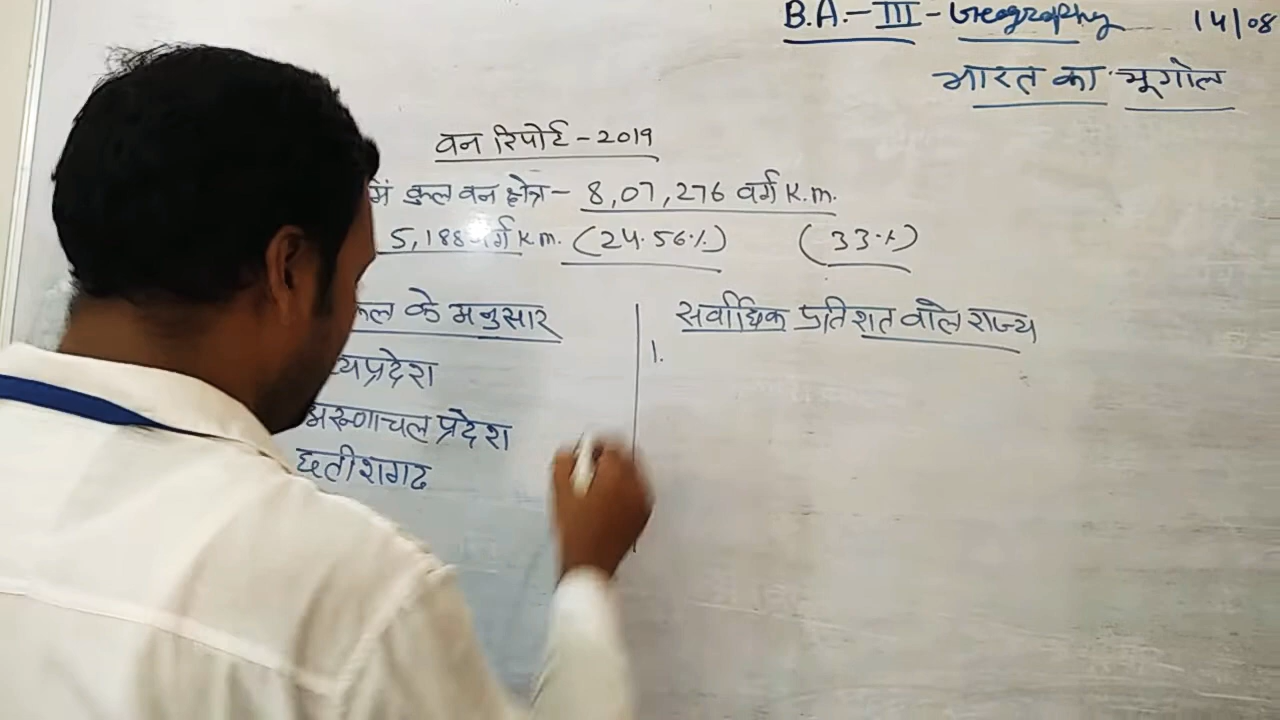 B.A.-III-Geography 14/08
भारत का भूगोल
वन रिपोर्ट-2019
में कुल वन क्षेत्र- 8,07,276 वर्ग K.m.
5,188 वर्ग K.m. (24.56%) (33%)
के अनुसार
सर्वाधिक प्रतिशत वाले राज्य
1.
प्रदेश
अरुणाचल प्रदेश
छत्तीशगढ